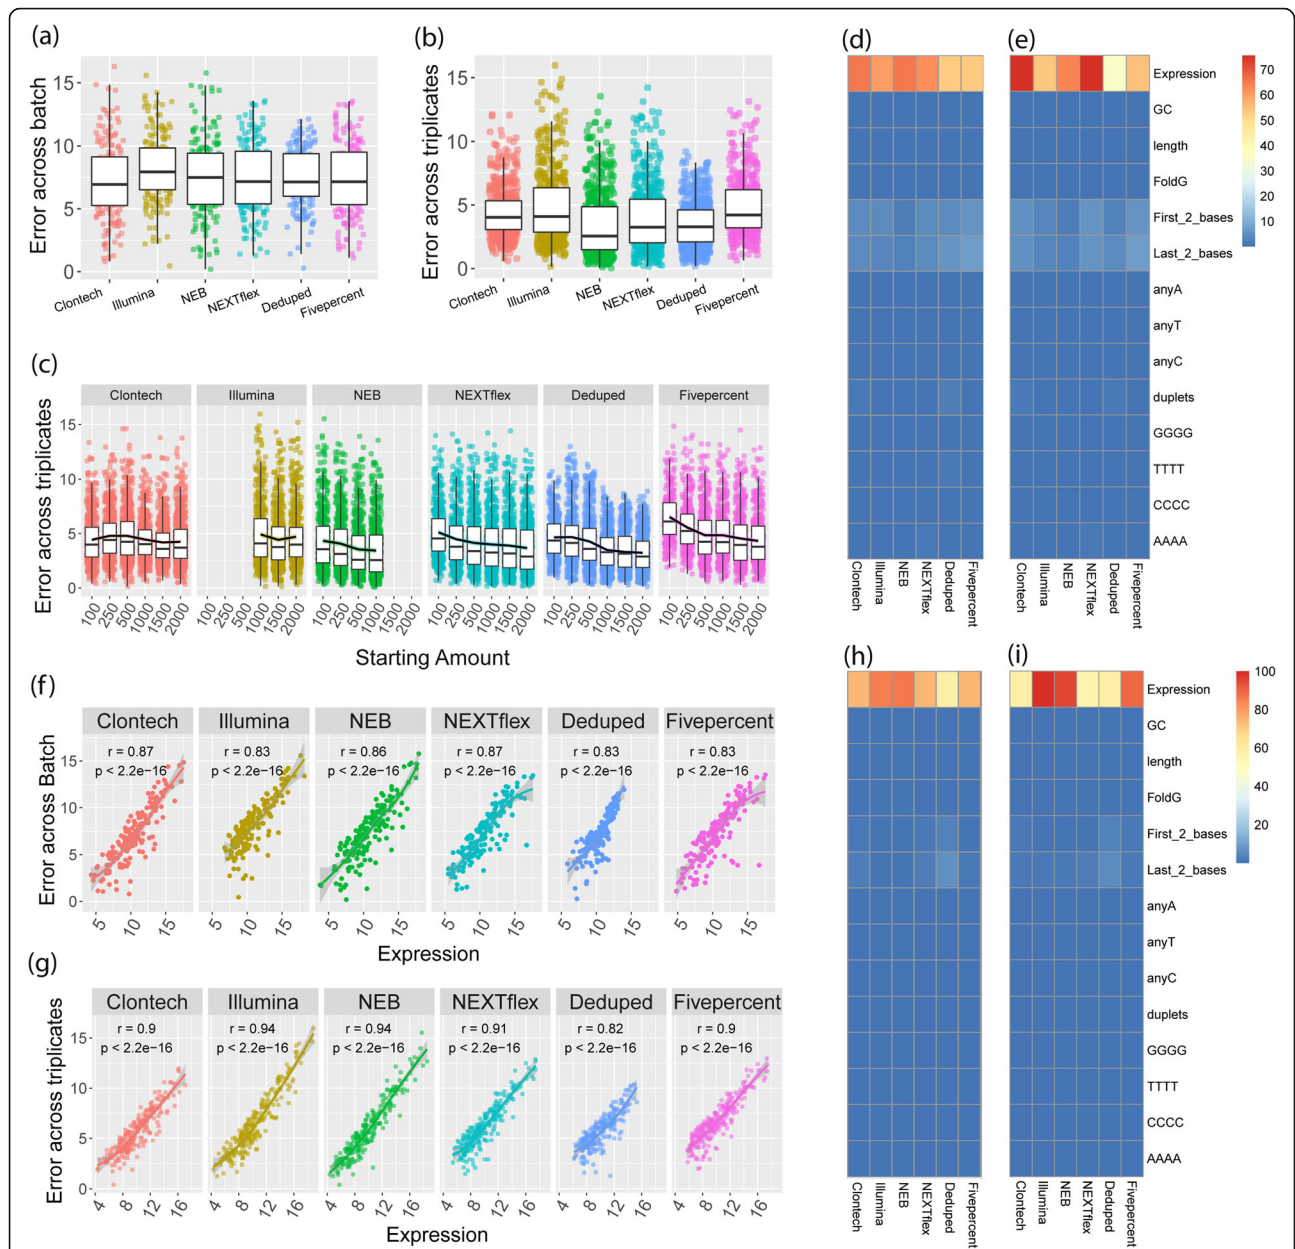 (a)
Error across batch
15
10
5
0
Clontech Illumina NEB NEXTflex Deduped Fivepercent
(b)
Error across triplicates
15
10
5
0
Clontech Illumina NEB NEXTflex Deduped Fivepercent
(c)
Clontech Illumina NEB NEXTflex Deduped Fivepercent
Error across triplicates
15
10
5
0
100 250 500 1000 1500 2000 100 250 500 1000 1500 2000 100 250 500 1000 1500 2000 100 250 500 1000 1500 2000 100 250 500 1000 1500 2000 100 250 500 1000 1500 2000
Starting Amount
(d)
Clontech Illumina NEB NEXTflex Deduped Fivepercent
(e)
Expression
GC
length
FoldG
First_2_bases
Last_2_bases
anyA
anyT
anyC
duplets
GGGG
TTTT
CCCC
AAAA
Clontech Illumina NEB NEXTflex Deduped Fivepercent
70
60
50
40
30
20
10
(f)
Clontech Illumina NEB NEXTflex Deduped Fivepercent
r = 0.87 r = 0.83 r = 0.86 r = 0.87 r = 0.83 r = 0.83
p < 2.2e−16 p < 2.2e−16 p < 2.2e−16 p < 2.2e−16 p < 2.2e−16 p < 2.2e−16
Error across Batch
15
10
5
0
5 10 15 5 10 15 5 10 15 5 10 15 5 10 15 5 10 15
Expression
(g)
Clontech Illumina NEB NEXTflex Deduped Fivepercent
r = 0.9 r = 0.94 r = 0.94 r = 0.91 r = 0.82 r = 0.9
p < 2.2e−16 p < 2.2e−16 p < 2.2e−16 p < 2.2e−16 p < 2.2e−16 p < 2.2e−16
Error across triplicates
15
10
5
0
4 8 12 16 4 8 12 16 4 8 12 16 4 8 12 16 4 8 12 16 4 8 12 16
Expression
(h)
Clontech Illumina NEB NEXTflex Deduped Fivepercent
(i)
Expression
GC
length
FoldG
First_2_bases
Last_2_bases
anyA
anyT
anyC
duplets
GGGG
TTTT
CCCC
AAAA
Clontech Illumina NEB NEXTflex Deduped Fivepercent
100
80
60
40
20